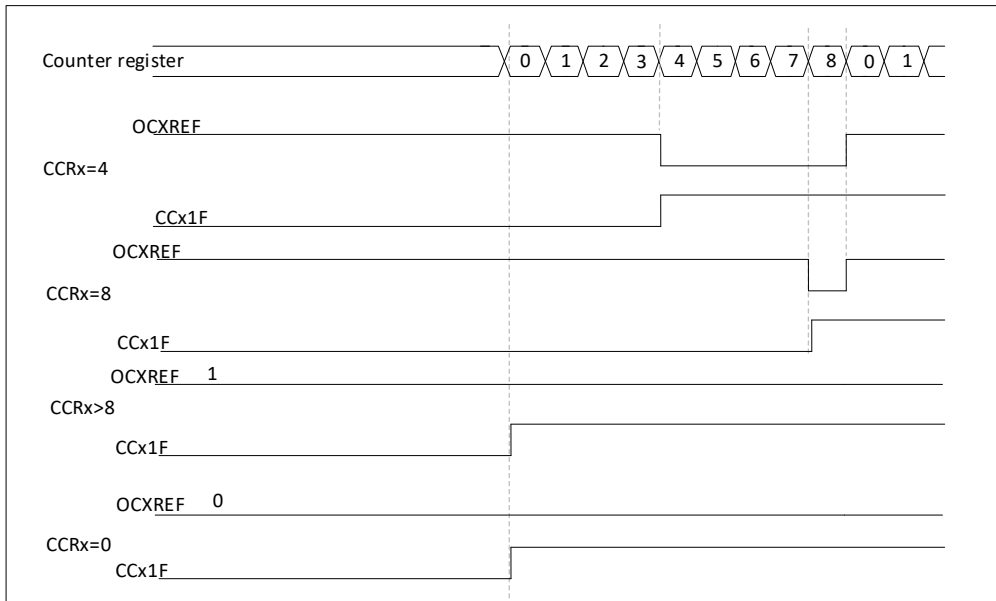 Counter register 0 1 2 3 4 5 6 7 8 0 1
OCXREF
CCRx=4
CCx1F
OCXREF
CCRx=8
CCx1F
OCXREF 1
CCRx>8
CCx1F
OCXREF 0
CCRx=0
CCx1F